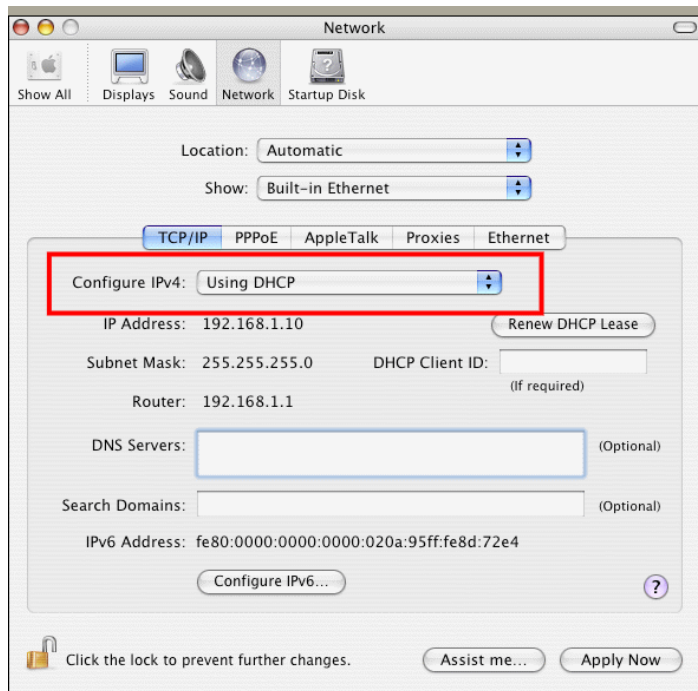 Network
Show All Displays Sound Network Startup Disk
Location: Automatic
Show: Built-in Ethernet
TCP/IP PPPoE AppleTalk Proxies Ethernet
Configure IPv4: Using DHCP
IP Address: 192.168.1.10 Renew DHCP Lease
Subnet Mask: 255.255.255.0 DHCP Client ID:
(If required)
Router: 192.168.1.1
DNS Servers: (Optional)
Search Domains: (Optional)
IPv6 Address: fe80:0000:0000:0000:020a:95ff:fe8d:72e4
Configure IPv6... ?
Click the lock to prevent further changes. Assist me... Apply Now